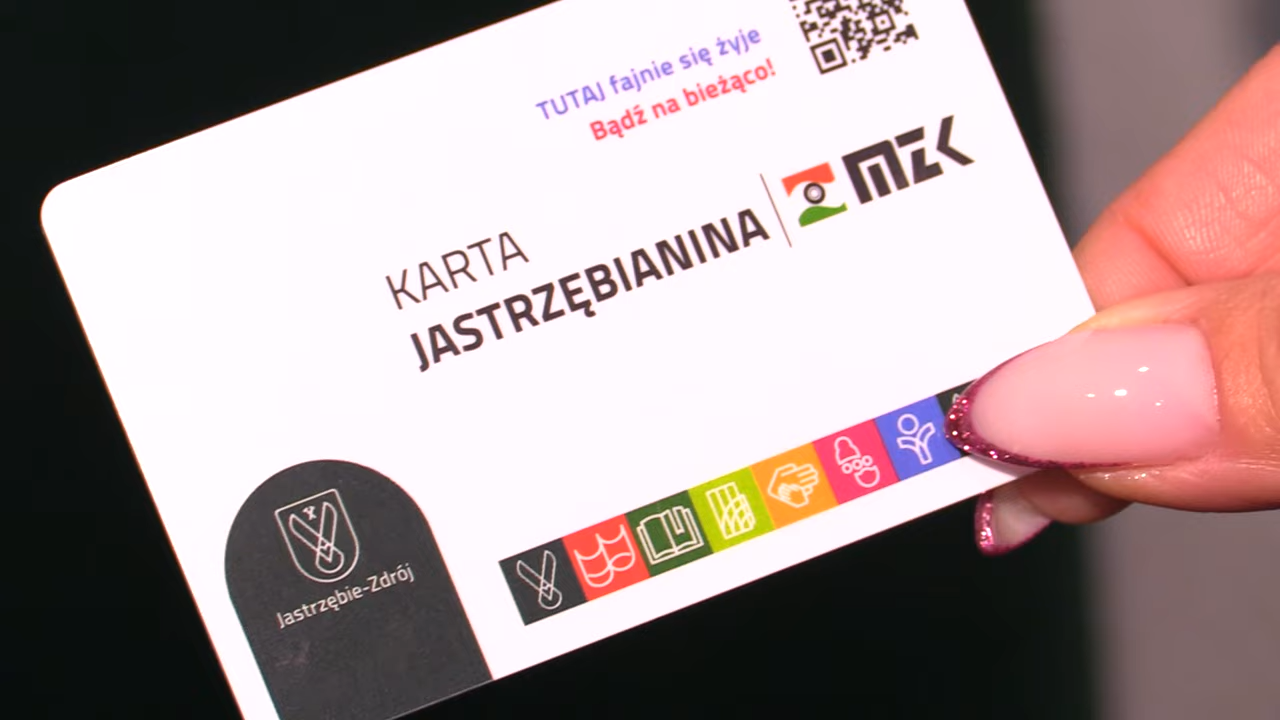 TUTAJ fajnie się żyje
Bądź na bieżąco!
MZK
KARTA
JASTRZĘBIANINA
Jastrzębie-Zdrój